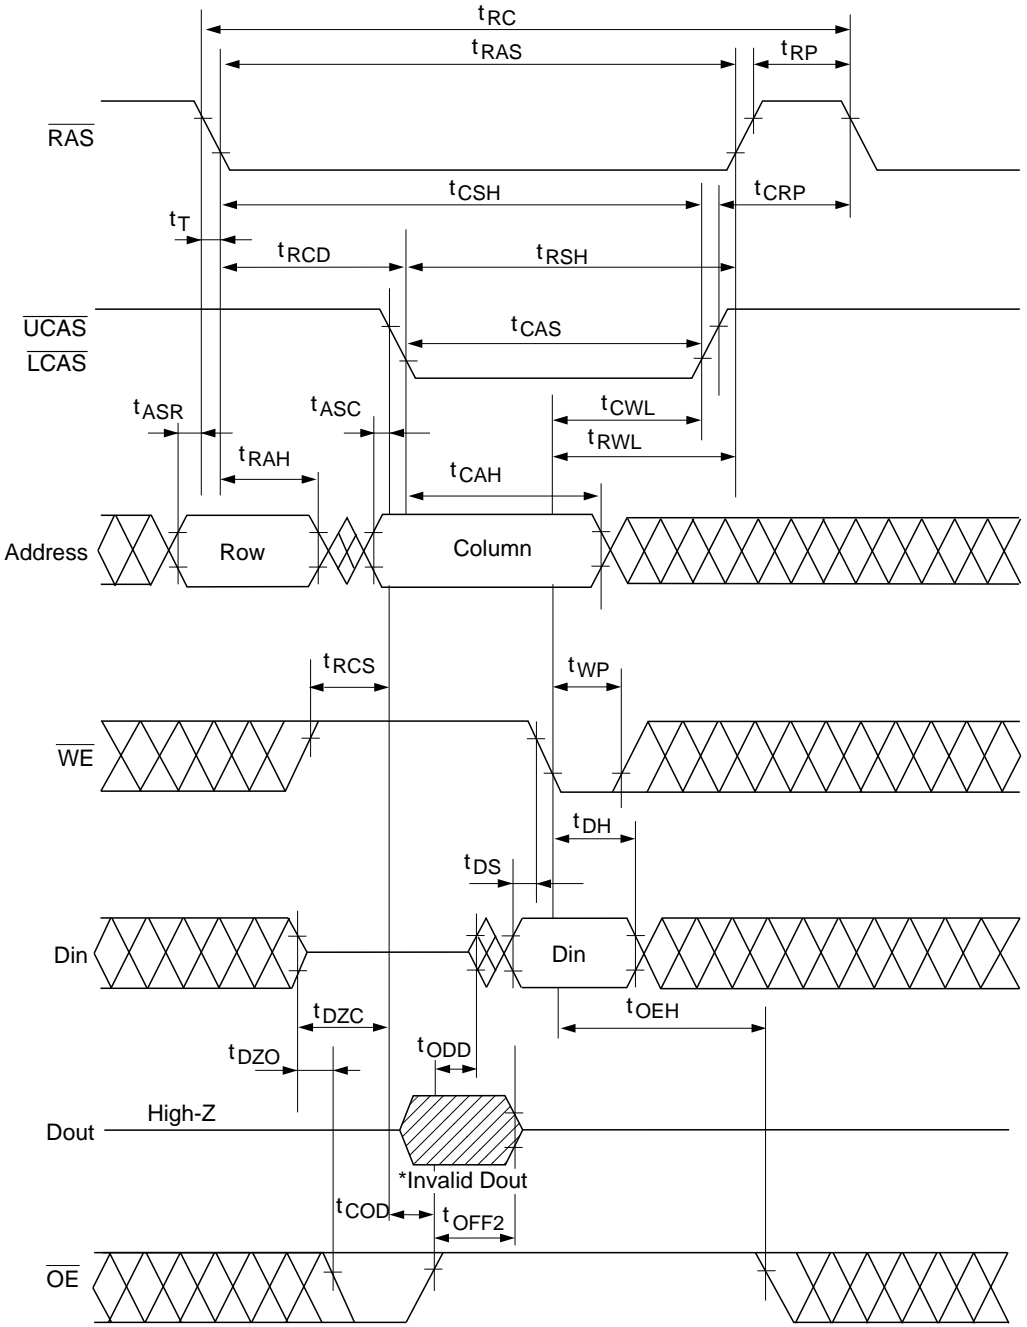 tRC
tRAS
tRP
RAS
tCSH
tCRP
tT
tRCD
tRSH
UCAS
LCAS
tCAS
tASR
tASC
tCWL
tRWL
tRAH
tCAH
Address
Row
Column
tRCS
tWP
WE
tDH
tDS
Din
Din
tDZC
tOEH
tDZO
tODD
High-Z
Dout
*Invalid Dout
tCOD
tOFF2
OE